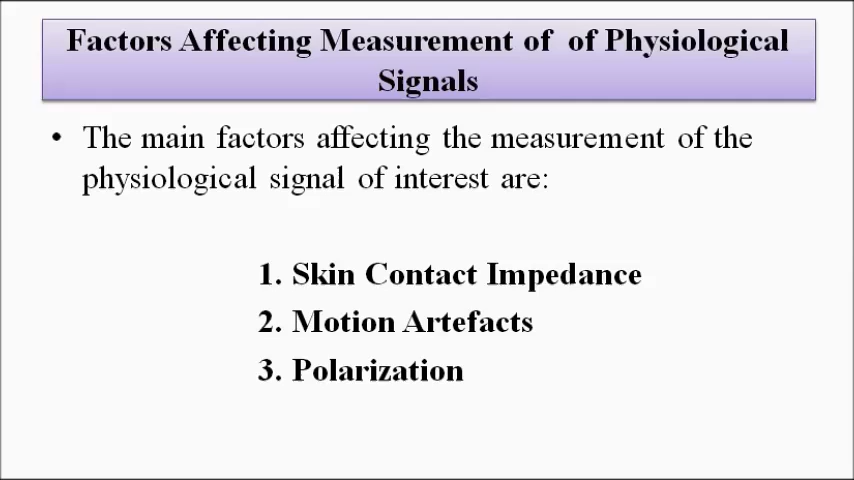 Factors Affecting Measurement of of Physiological
Signals
• The main factors affecting the measurement of the
physiological signal of interest are:
1. Skin Contact Impedance
2. Motion Artefacts
3. Polarization